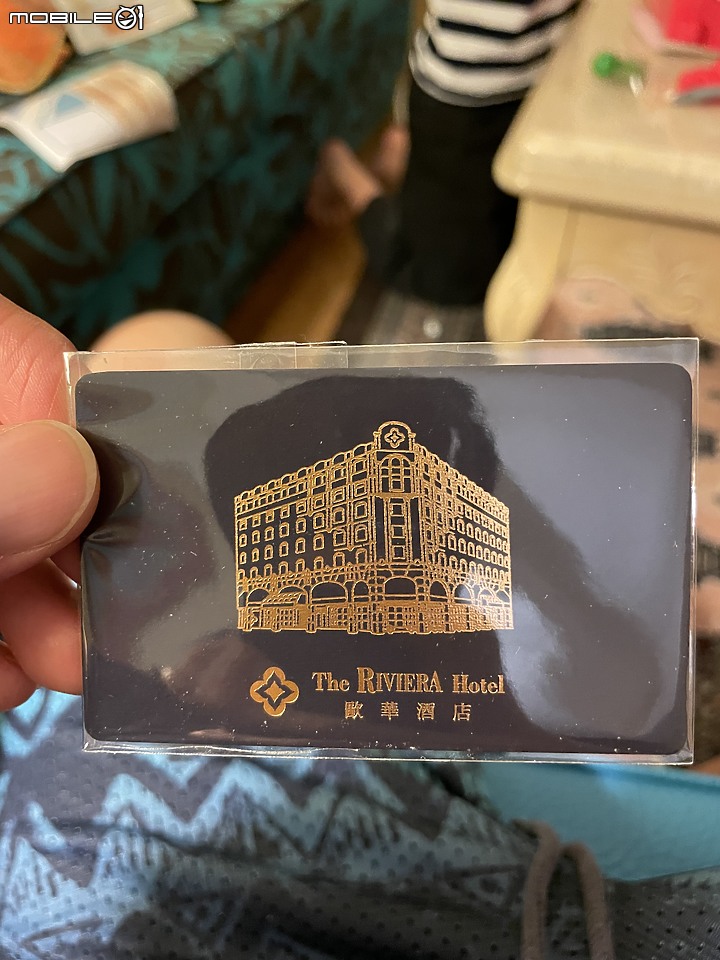 MOBILE01
The RIVIERA Hotel
歐華酒店